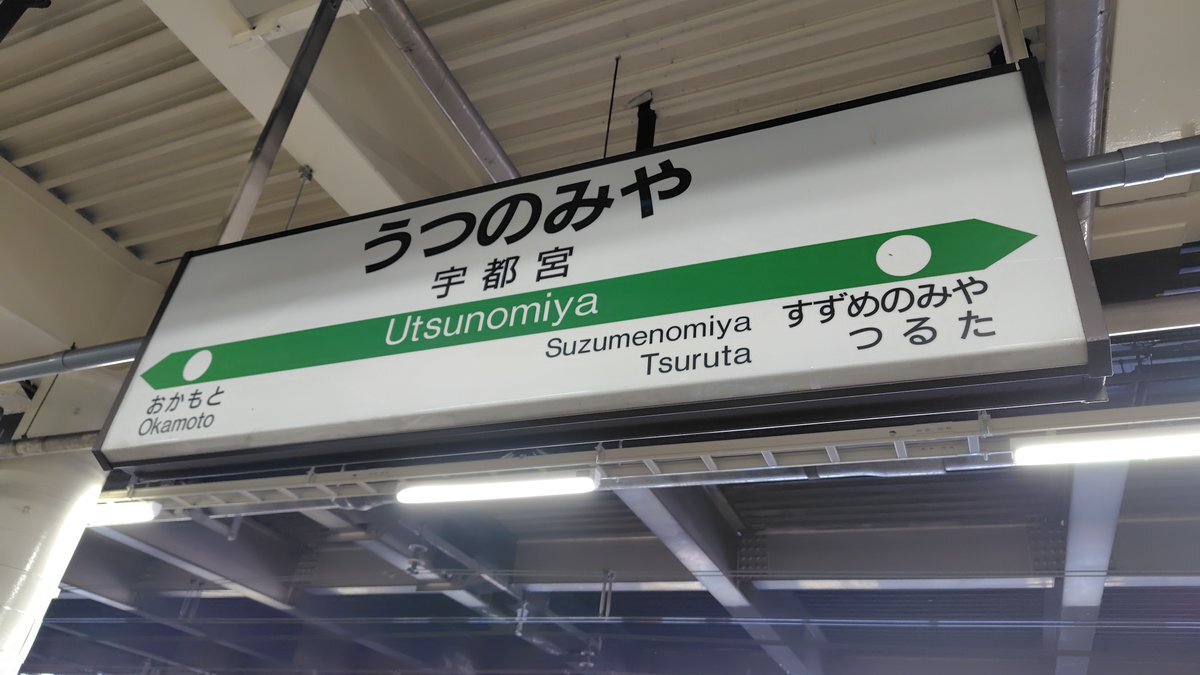 うつのみや
宇都宮
Utsunomiya
おかもと
Okamoto
Suzumenomiya すずめのみや
Tsuruta つるた